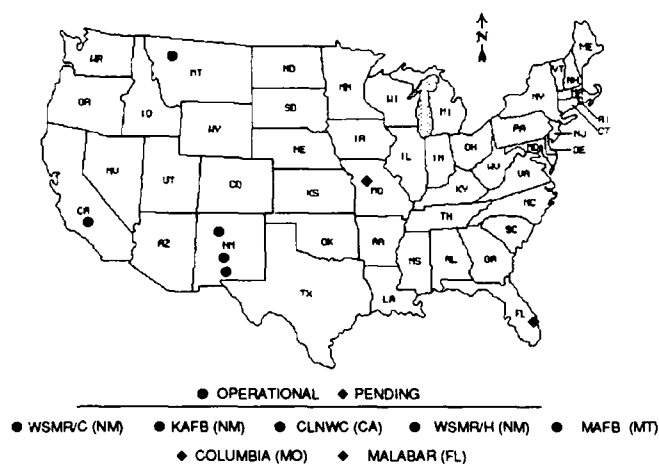 N
ME
WA
MT
ND
MN
VT
NH
OR
ID
SD
WI
MI
NY
WY
RI
CT
IA
PA
NJ
NE
OH
DE
NV
UT
CO
IL
IN
MD
WV
VA
CA
KS
MO
KY
NC
TN
AZ
NM
OK
AR
SC
MS
AL
GA
TX
LA
FL
● OPERATIONAL ◆ PENDING
● WSMR/C (NM) ● KAFB (NM) ● CLNWC (CA) ● WSMR/H (NM) ● MAFB (MT)
◆ COLUMBIA (MO) ◆ MALABAR (FL)